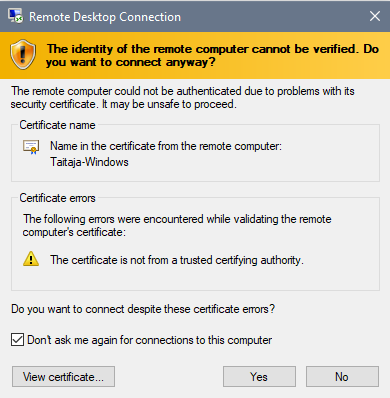 Remote Desktop Connection
The identity of the remote computer cannot be verified. Do
you want to connect anyway?
The remote computer could not be authenticated due to problems with its
security certificate. It may be unsafe to proceed.
Certificate name
Name in the certificate from the remote computer:
Taitaja-Windows
Certificate errors
The following errors were encountered while validating the remote
computer's certificate:
The certificate is not from a trusted certifying authority.
Do you want to connect despite these certificate errors?
Don't ask me again for connections to this computer
View certificate...
Yes
No